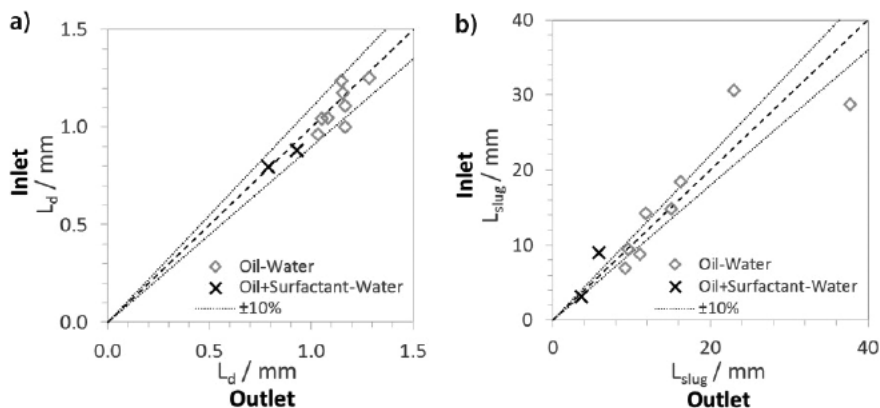 a)
1.5
1.0
0.5
0.0
Inlet
L_d / mm
Oil-Water
Oil+Surfactant-Water
±10%
0.0 0.5 1.0 1.5
L_d / mm
Outlet
b)
40
30
20
10
0
Inlet
L_slug / mm
Oil-Water
Oil+Surfactant-Water
±10%
0 20 40
L_slug / mm
Outlet